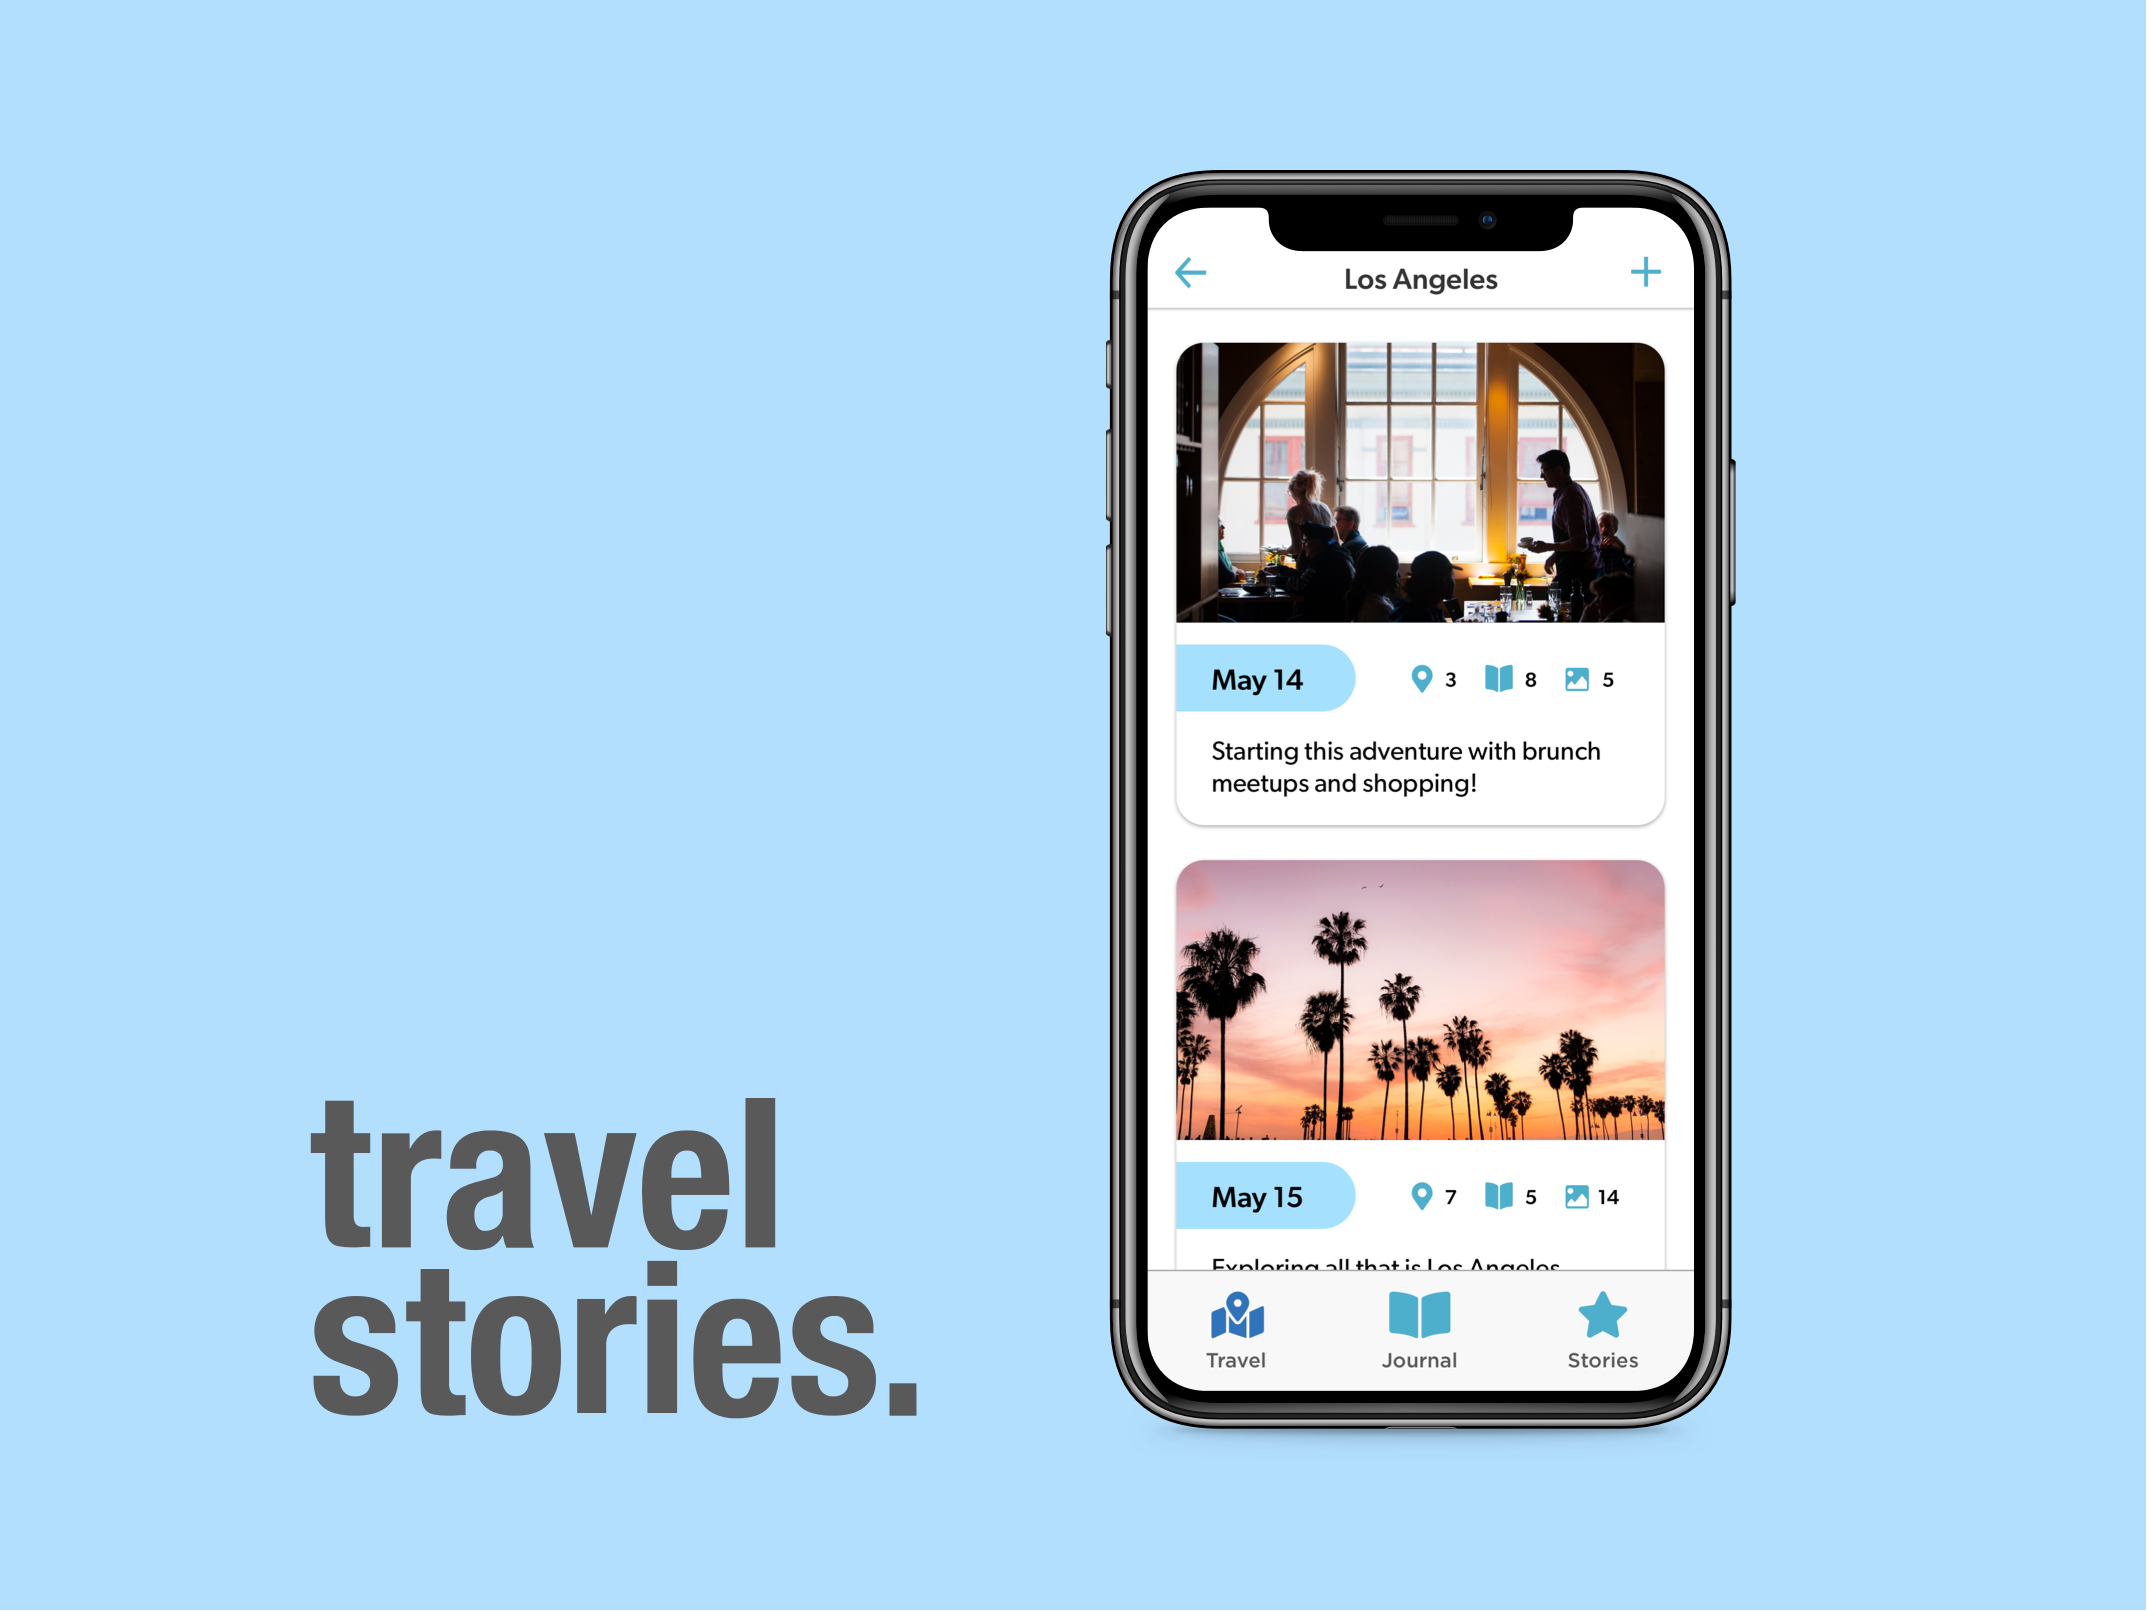 travel
stories.
Los Angeles
May 14
3
8
5
Starting this adventure with brunch
meetups and shopping!
May 15
7
5
14
Exploring all that is Los Angeles
Travel
Journal
Stories